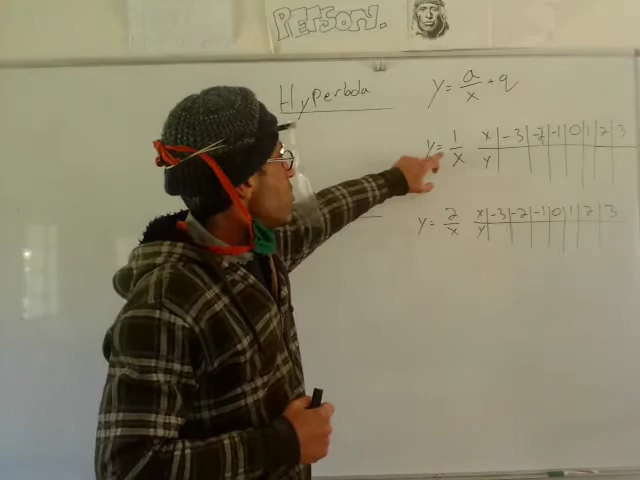 PERSON.
Hyperbola
y = a/x + q
y = 1/x
x | -3 | -2 | -1 | 0 | 1 | 2 | 3
y
y = 2/x
x | -3 | -2 | -1 | 0 | 1 | 2 | 3
y